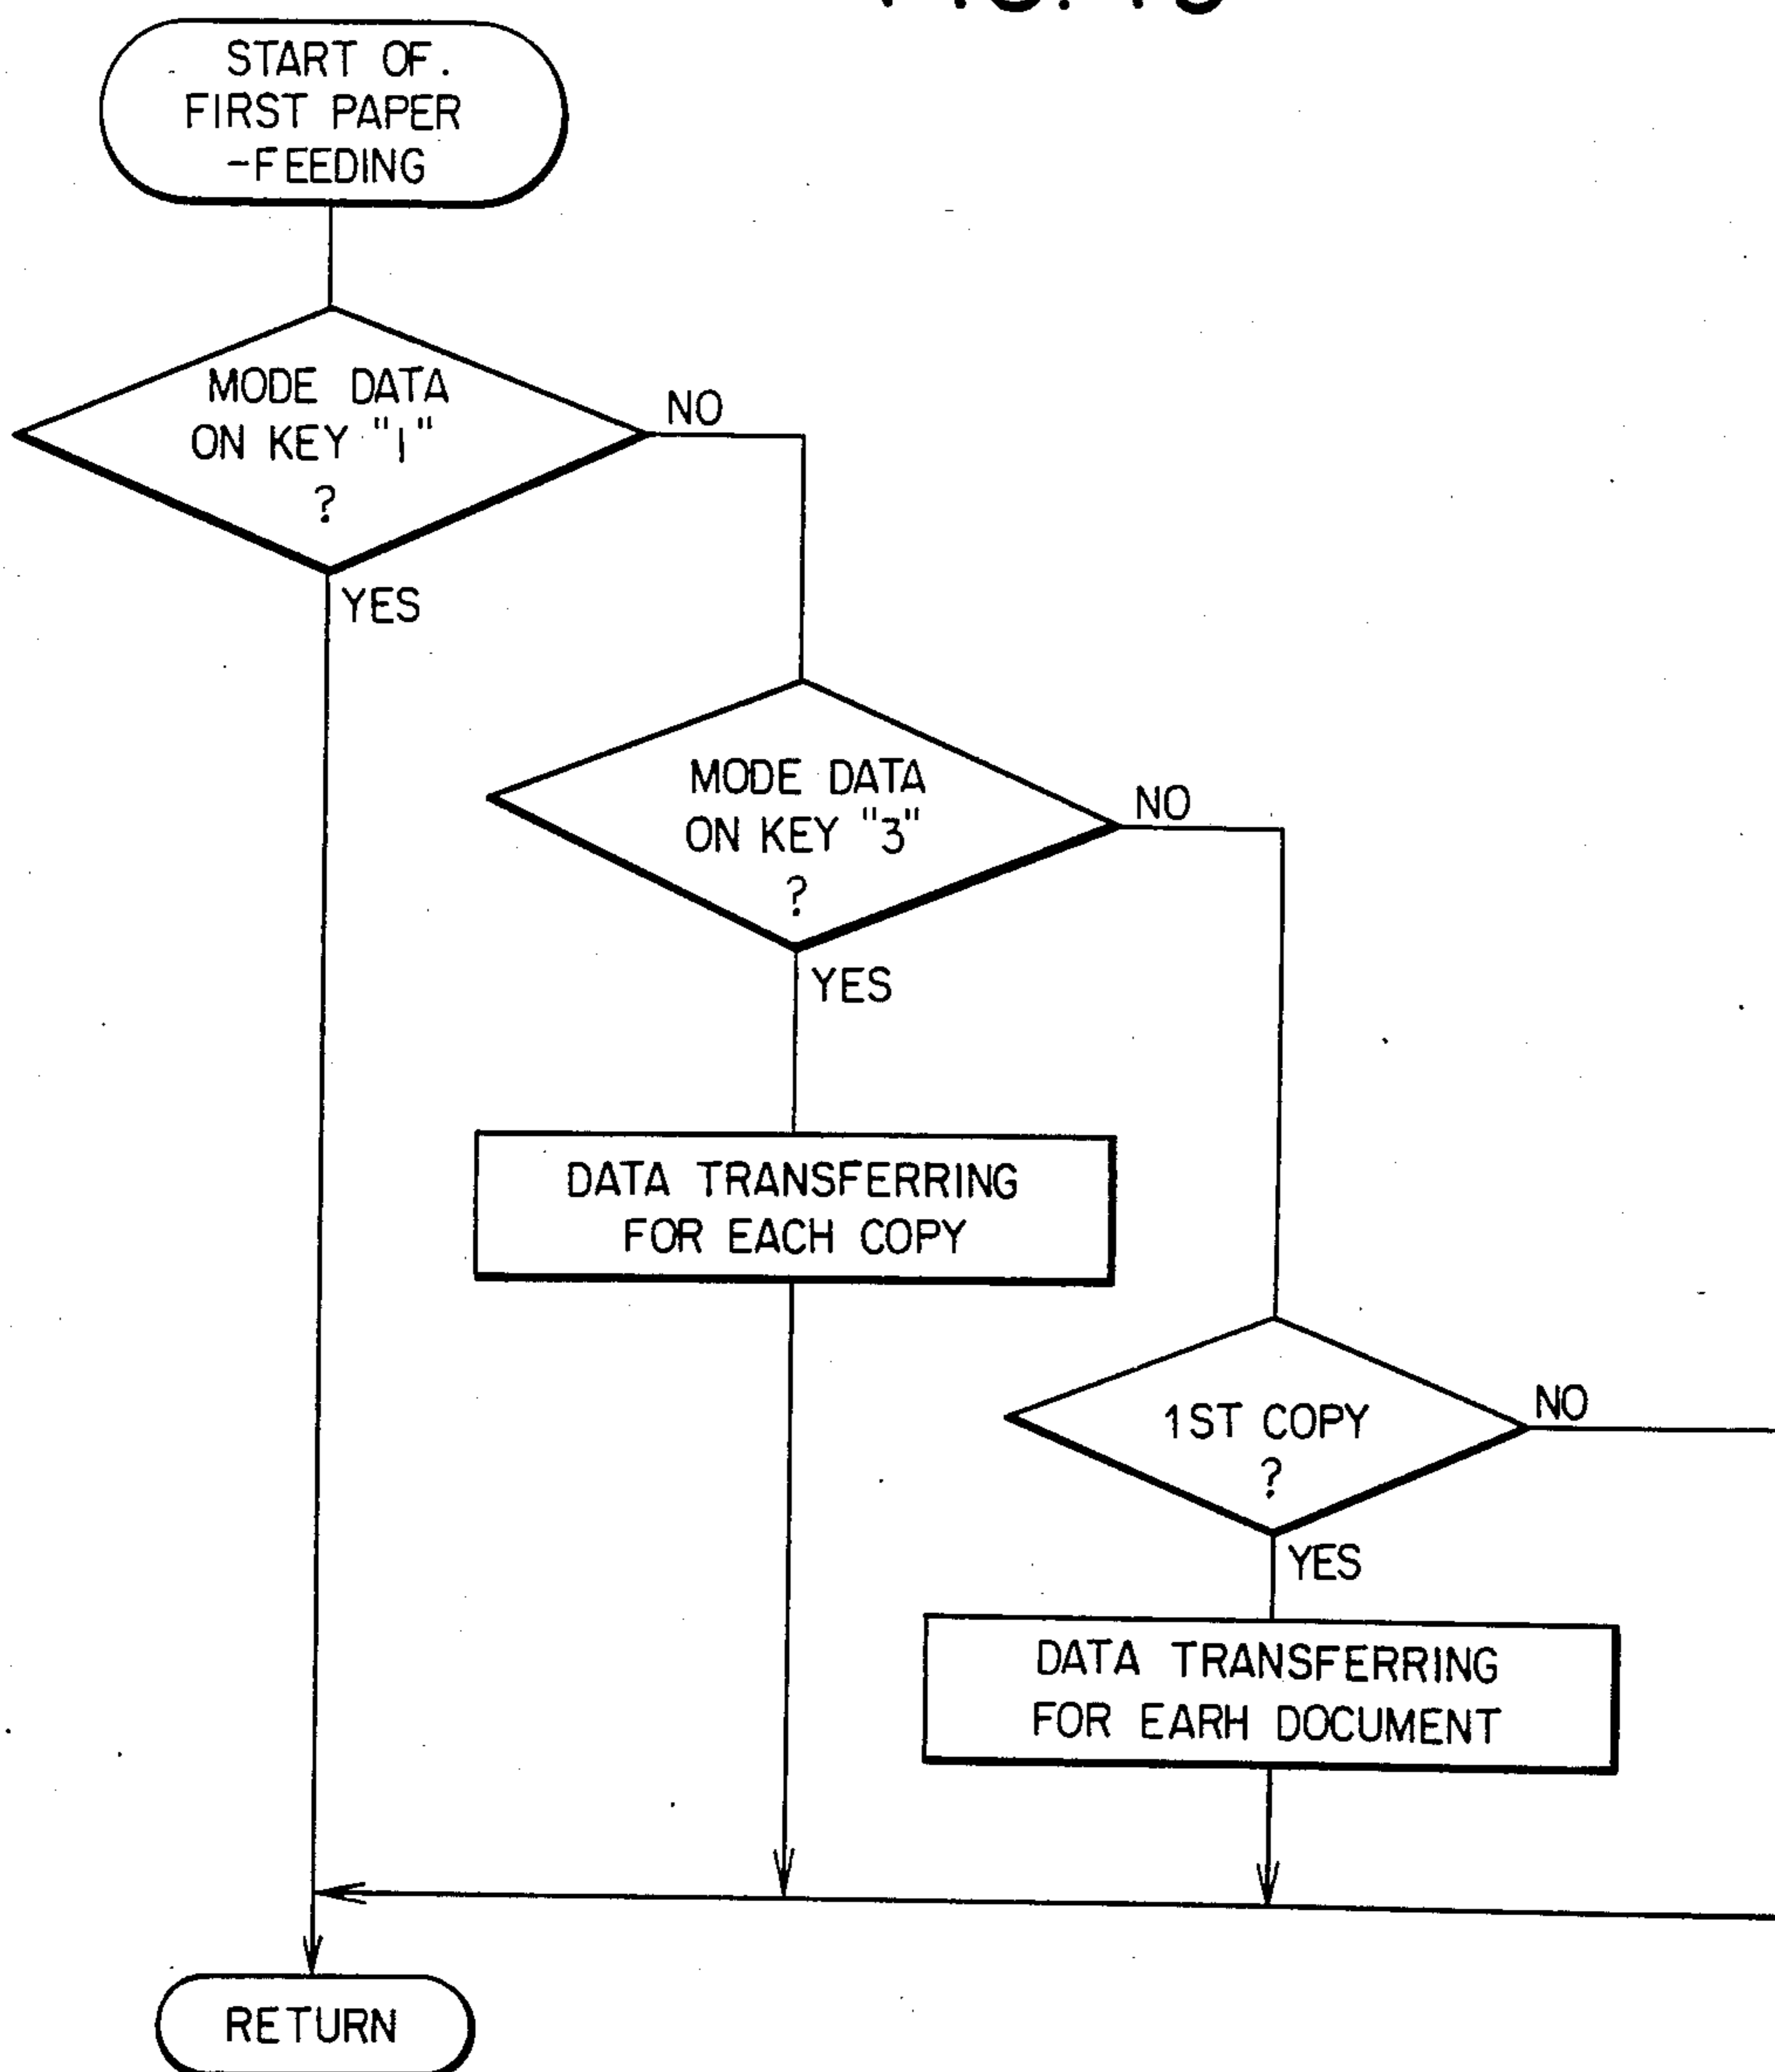 START OF.
FIRST PAPER
-FEEDING
MODE DATA
ON KEY "1"
?
NO
YES
MODE DATA
ON KEY "3"
?
NO
YES
DATA TRANSFERRING
FOR EACH COPY
1ST COPY
?
NO
YES
DATA TRANSFERRING
FOR EARH DOCUMENT
RETURN